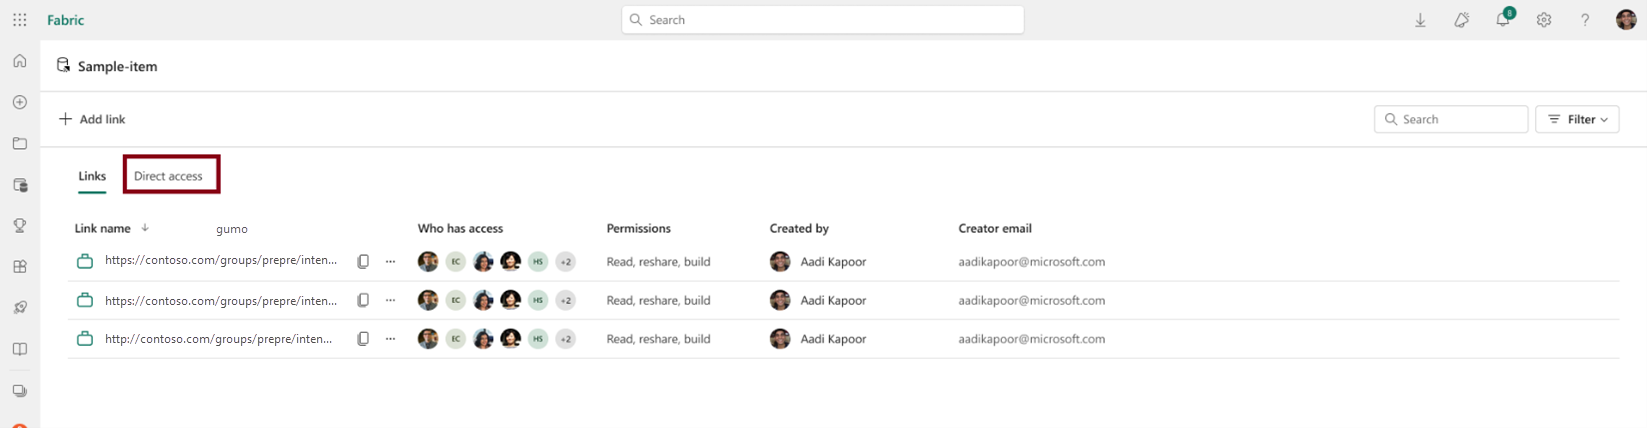 Fabric Search 8
Sample-item
Add link Search Filter
Links Direct access
Link name gumo Who has access Permissions Created by Creator email
https://contoso.com/groups/prepre/inten... ... EC HS +2 Read, reshare, build Aadi Kapoor aadikapoor@microsoft.com
https://contoso.com/groups/prepre/inten... ... EC HS +2 Read, reshare, build Aadi Kapoor aadikapoor@microsoft.com
http://contoso.com/groups/prepre/inten... ... EC HS +2 Read, reshare, build Aadi Kapoor aadikapoor@microsoft.com